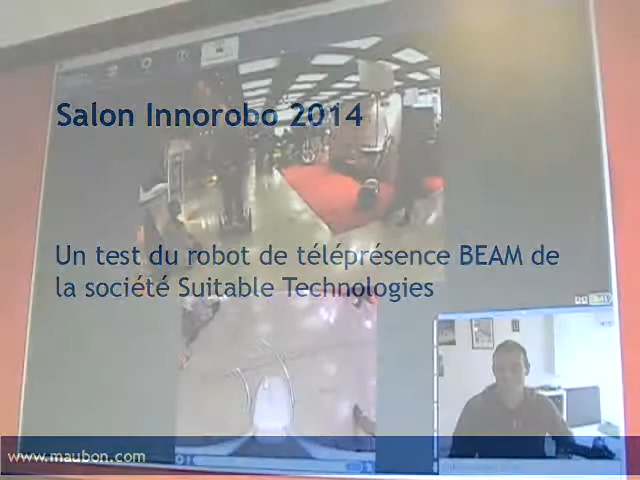 Salon Innorobo 2014
Un test du robot de téléprésence BEAM de
la société Suitable Technologies
www.maubon.com